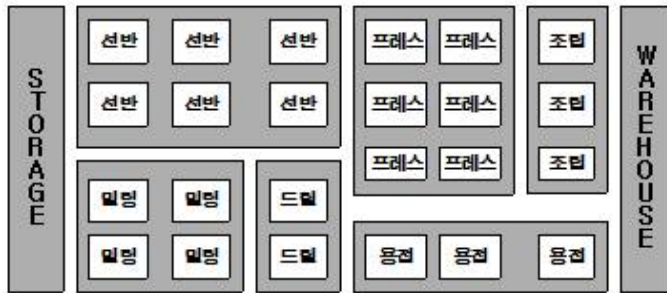 STORAGE
선반 선반 선반
선반 선반 선반
밀링 밀링
밀링 밀링
드릴
드릴
프레스 프레스
프레스 프레스
프레스 프레스
조립
조립
조립
용접 용접 용접
WAREHOUSE